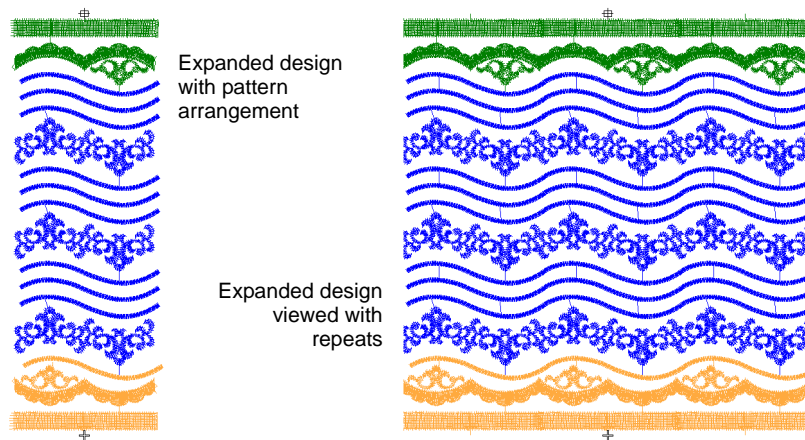 Expanded design
with pattern
arrangement
Expanded design
viewed with
repeats